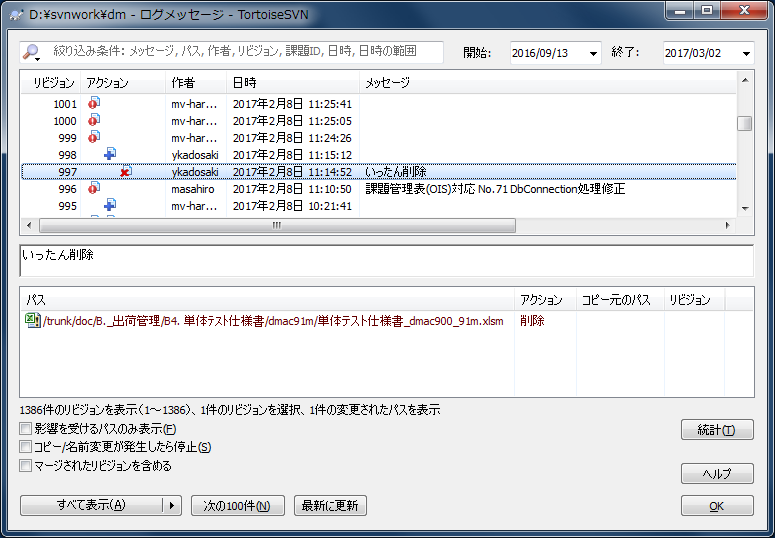 D:¥svnwork¥dm - ログメッセージ - TortoiseSVN
絞り込み条件: メッセージ, パス, 作者, リビジョン, 課題ID, 日時, 日時の範囲 開始: 2016/09/13 終了: 2017/03/02
リビジョン アクション 作者 日時 メッセージ
1001 mv-har... 2017年2月8日 11:25:41
1000 mv-har... 2017年2月8日 11:25:05
999 mv-har... 2017年2月8日 11:24:26
998 ykadosaki 2017年2月8日 11:15:12
997 ykadosaki 2017年2月8日 11:14:52 いったん削除
996 masahiro 2017年2月8日 11:10:50 課題管理表(OIS)対応 No.71 DbConnection処理修正
995 mv-har... 2017年2月8日 10:21:41
いったん削除
パス アクション コピー元のパス リビジョン
/trunk/doc/B._出荷管理/B4. 単体テスト仕様書/dmac91m/単体テスト仕様書_dmac900_91m.xlsm 削除
1386件のリビジョンを表示(1～1386)、1件のリビジョンを選択、1件の変更されたパスを表示
影響を受けるパスのみ表示(F)
統計(T)
コピー/名前変更が発生したら停止(S)
マージされたリビジョンを含める
ヘルプ
すべて表示(A) 次の100件(N) 最新に更新 OK